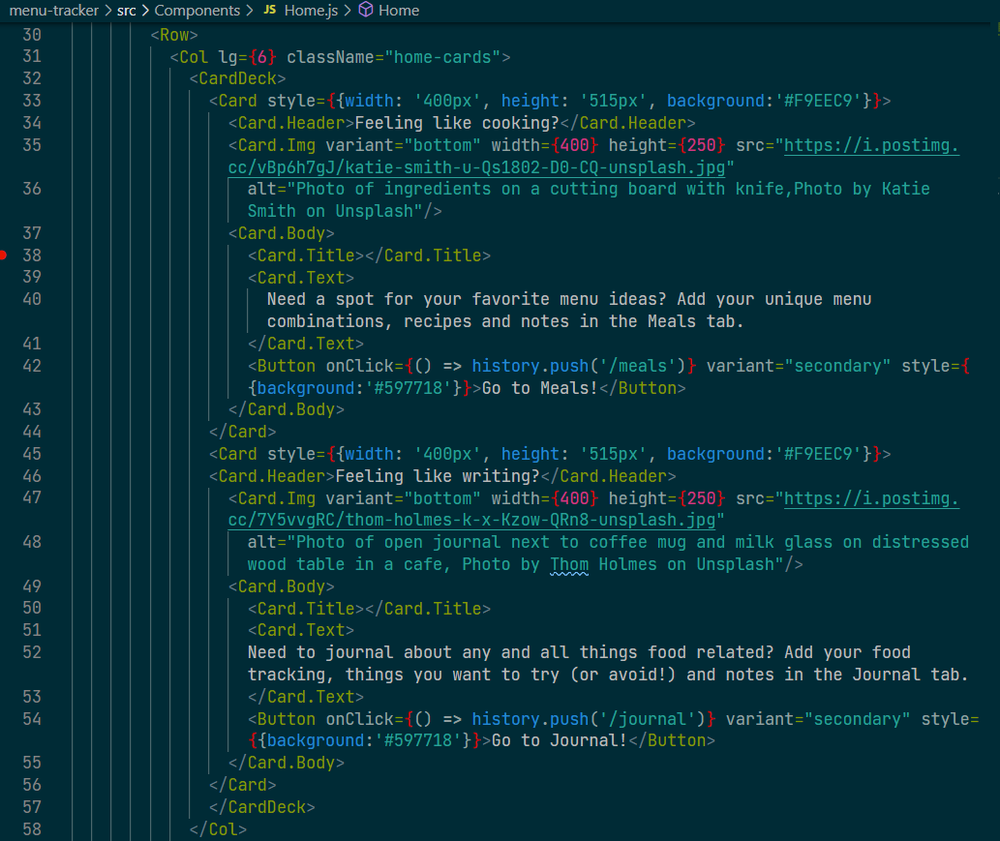 menu-tracker > src > Components > JS Home.js > Home
30 <Row>
31 <Col lg={6} className="home-cards">
32 <CardDeck>
33 <Card style={{width: '400px', height: '515px', background:'#F9EEC9'}}>
34 <Card.Header>Feeling like cooking?</Card.Header>
35 <Card.Img variant="bottom" width={400} height={250} src="https://i.postimg.
cc/vBp6h7gJ/katie-smith-u-Qs1802-D0-CQ-unsplash.jpg"
36 alt="Photo of ingredients on a cutting board with knife,Photo by Katie
Smith on Unsplash"/>
37 <Card.Body>
38 <Card.Title></Card.Title>
39 <Card.Text>
40 Need a spot for your favorite menu ideas? Add your unique menu
combinations, recipes and notes in the Meals tab.
41 </Card.Text>
42 <Button onClick={() => history.push('/meals')} variant="secondary" style={
{background:'#597718'}}>Go to Meals!</Button>
43 </Card.Body>
44 </Card>
45 <Card style={{width: '400px', height: '515px', background:'#F9EEC9'}}>
46 <Card.Header>Feeling like writing?</Card.Header>
47 <Card.Img variant="bottom" width={400} height={250} src="https://i.postimg.
cc/7Y5vvgRC/thom-holmes-k-x-Kzow-QRn8-unsplash.jpg"
48 alt="Photo of open journal next to coffee mug and milk glass on distressed
wood table in a cafe, Photo by Thom Holmes on Unsplash"/>
49 <Card.Body>
50 <Card.Title></Card.Title>
51 <Card.Text>
52 Need to journal about any and all things food related? Add your food
tracking, things you want to try (or avoid!) and notes in the Journal tab.
53 </Card.Text>
54 <Button onClick={() => history.push('/journal')} variant="secondary" style=
{{background:'#597718'}}>Go to Journal!</Button>
55 </Card.Body>
56 </Card>
57 </CardDeck>
58 </Col>